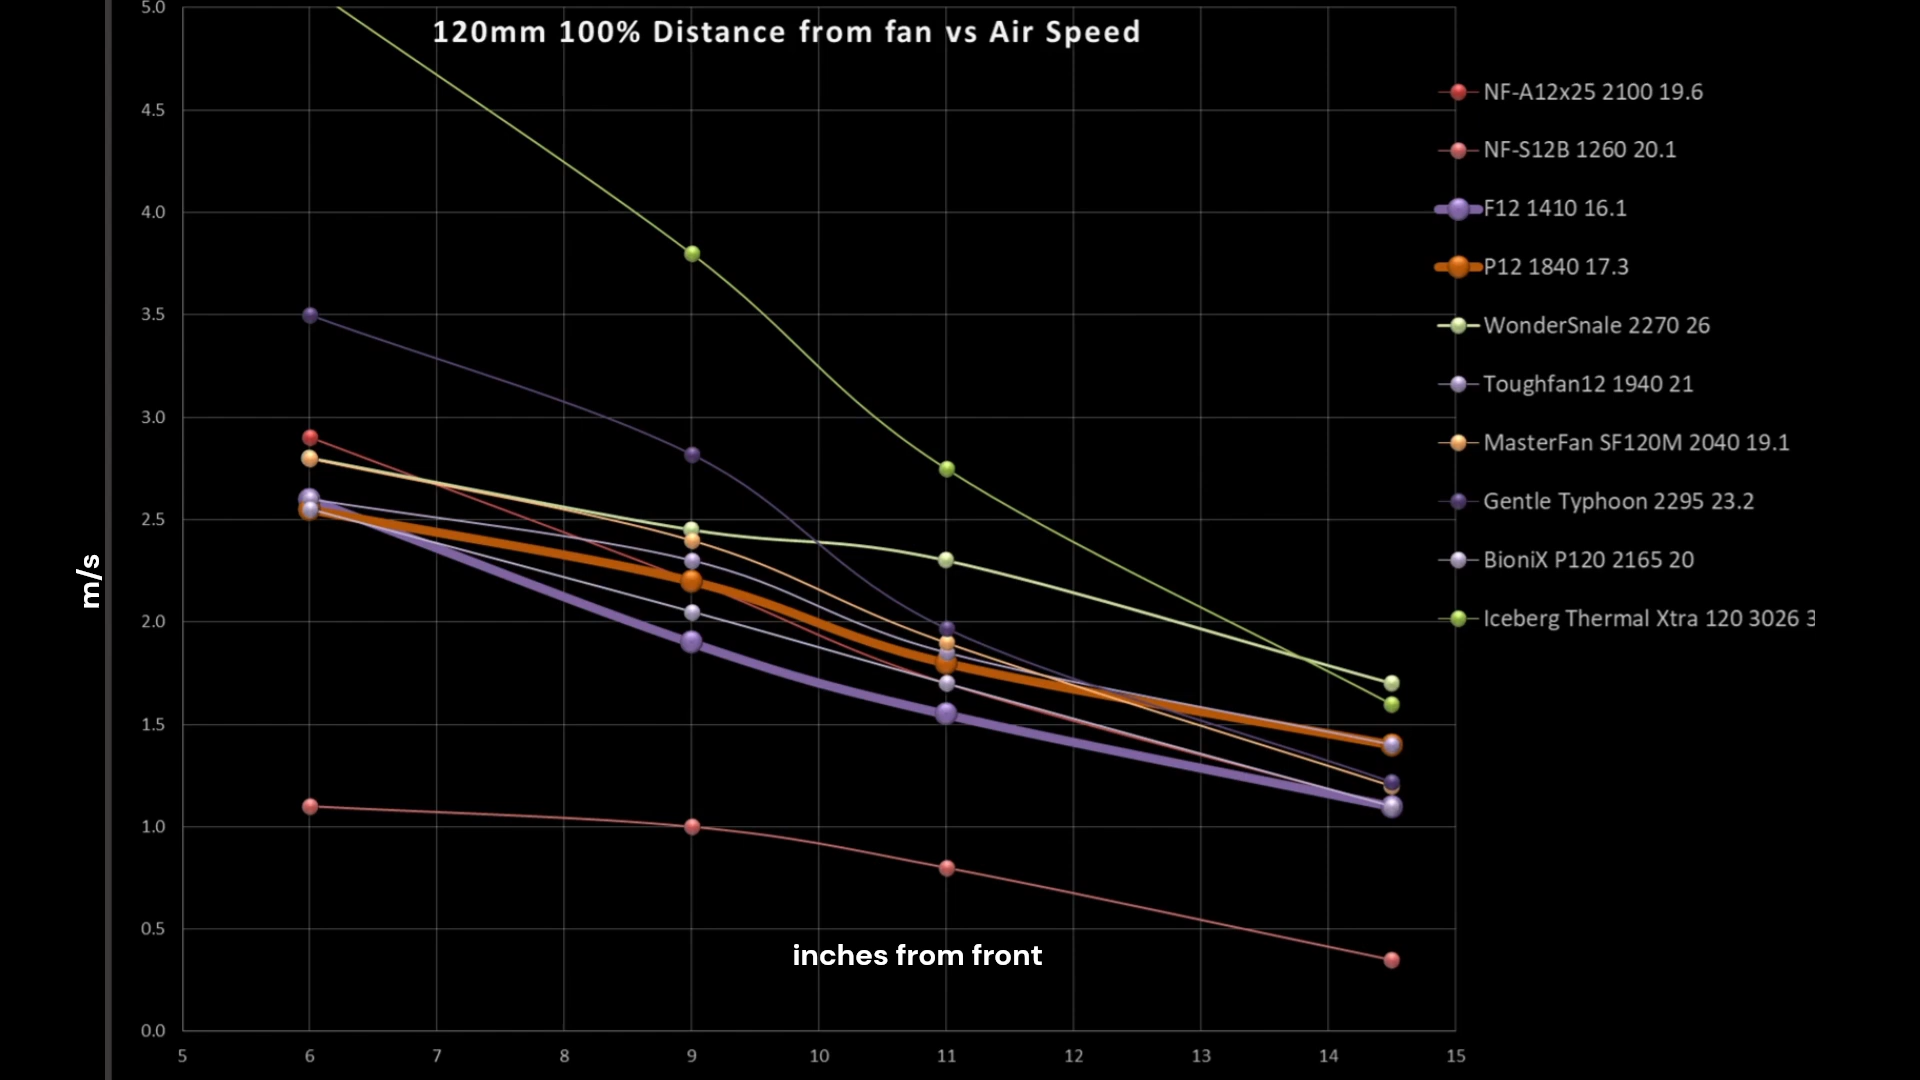 120mm 100% Distance from fan vs Air Speed
5.0
4.5
4.0
3.5
3.0
2.5
2.0
1.5
1.0
0.5
0.0
m/s
5 6 7 8 9 10 11 12 13 14 15
inches from front
NF-A12x25 2100 19.6
NF-S12B 1260 20.1
F12 1410 16.1
P12 1840 17.3
WonderSnale 2270 26
Toughfan12 1940 21
MasterFan SF120M 2040 19.1
Gentle Typhoon 2295 23.2
BioniX P120 2165 20
Iceberg Thermal Xtra 120 3026 3